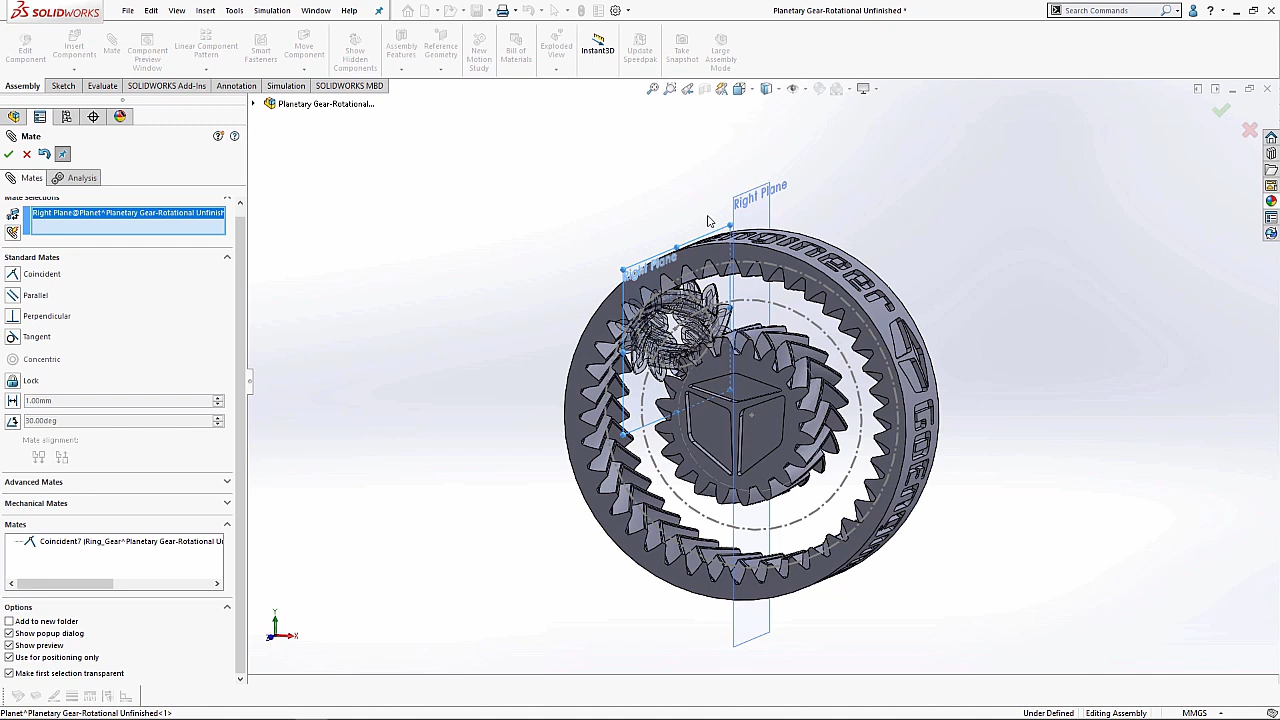 SOLIDWORKS File Edit View Insert Tools Simulation Window Help Planetary Gear-Rotational Unfinished * Search Commands
Edit Component
Insert Components
Mate
Component Preview Window
Linear Component Pattern
Smart Fasteners
Move Component
Show Hidden Components
Assembly Features
Reference Geometry
New Motion Study
Bill of Materials
Exploded View
Instant3D
Update Speedpak
Take Snapshot
Large Assembly Mode
Assembly Sketch Evaluate SOLIDWORKS Add-Ins Annotation Simulation SOLIDWORKS MBD
Planetary Gear-Rotational...
Mate
Mates Analysis
Mate Selections
Right Plane@Planet^Planetary Gear-Rotational Unfinish
Standard Mates
Coincident
Parallel
Perpendicular
Tangent
Concentric
Lock
1.00mm
30.00deg
Mate alignment:
Advanced Mates
Mechanical Mates
Mates
Coincident7 (Ring_Gear^Planetary Gear-Rotational U
Options
Add to new folder
Show popup dialog
Show preview
Use for positioning only
Make first selection transparent
Right Plane
Right Plane
Y
X
Planet^Planetary Gear-Rotational Unfinished<1> Under Defined Editing Assembly MMGS